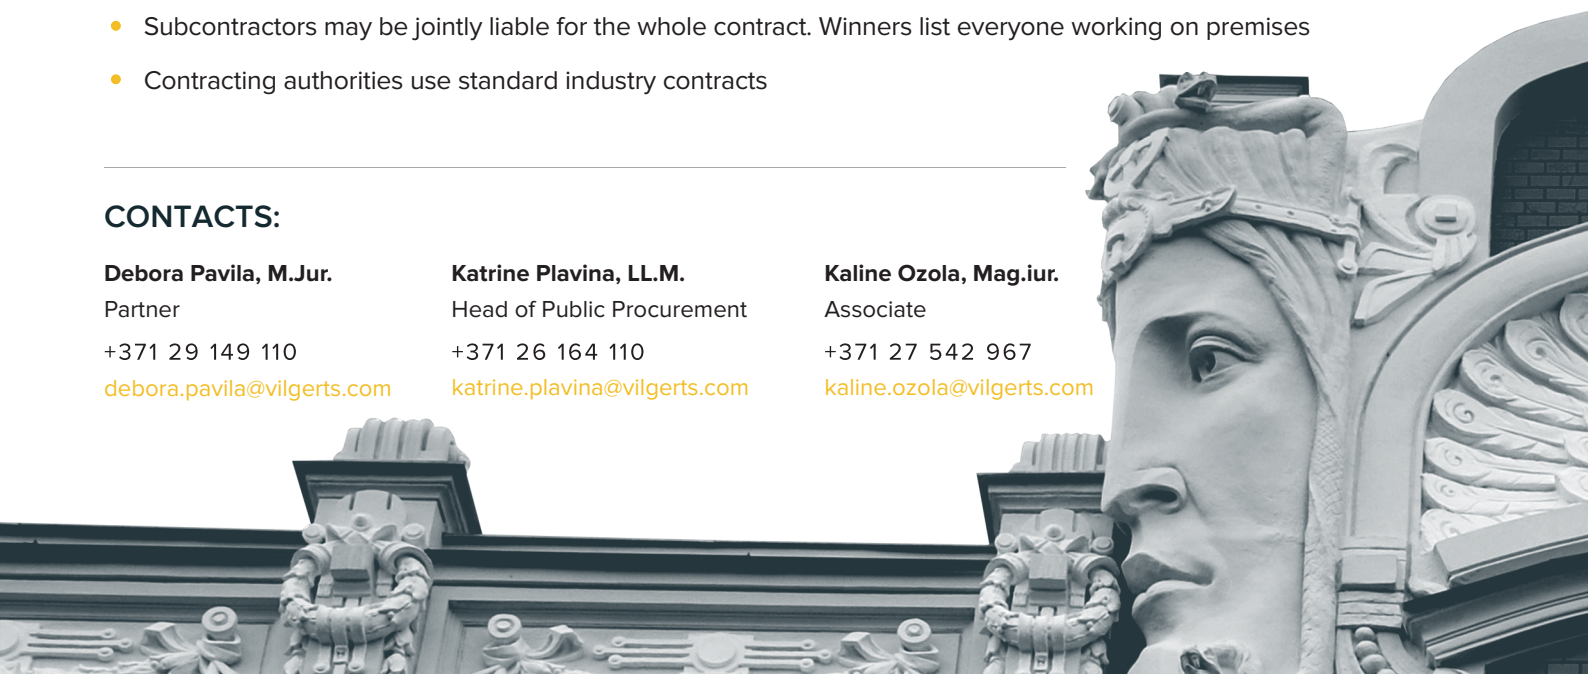 Subcontractors may be jointly liable for the whole contract. Winners list everyone working on premises
Contracting authorities use standard industry contracts
CONTACTS:
Debora Pavila, M.Jur.
Partner
+371 29 149 110
debora.pavila@vilgerts.com
Katrine Plavina, LL.M.
Head of Public Procurement
+371 26 164 110
katrine.plavina@vilgerts.com
Kaline Ozola, Mag.iur.
Associate
+371 27 542 967
kaline.ozola@vilgerts.com